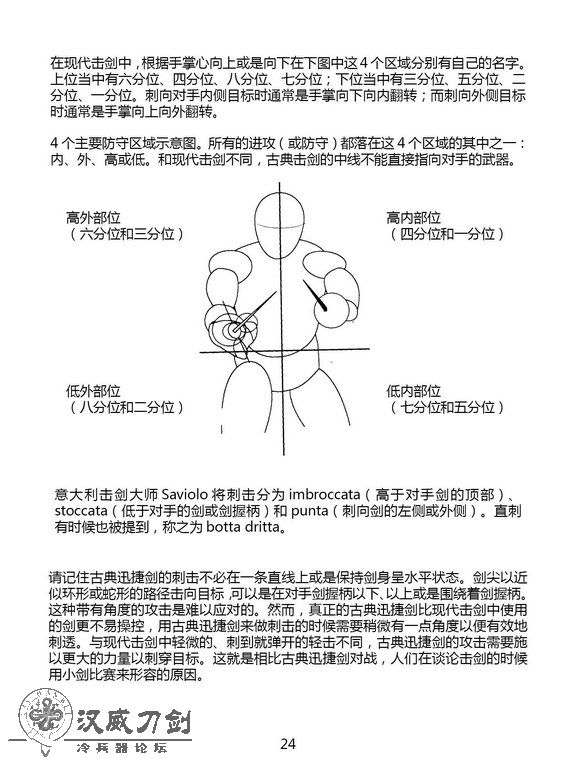 在现代击剑中，根据手掌心向上或是向下在下图中这 4 个区域分别有自己的名字。
上位当中有六分位、四分位、八分位、七分位；下位当中有三分位、五分位、二
分位、一分位。刺向对手内侧目标时通常是手掌向下向内翻转；而刺向外侧目标
时通常是手掌向上向外翻转。
4 个主要防守区域示意图。所有的进攻（或防守）都落在这 4 个区域的其中之一：
内、外、高或低。和现代击剑不同，古典击剑的中线不能直接指向对手的武器。
高外部位
（六分位和三分位）
高内部位
（四分位和一分位）
低外部位
（八分位和二分位）
低内部位
（七分位和五分位）
意大利击剑大师 Saviolo 将刺击分为 imbroccata（高于对手剑的顶部）、
stoccata（低于对手的剑或剑握柄）和 punta（刺向剑的左侧或外侧）。直刺
有时候也被提到，称之为 botta dritta。
请记住古典迅捷剑的刺击不必在一条直线上或是保持剑身呈水平状态。剑尖以近
似环形或蛇形的路径击向目标，可以是在对手剑握柄以下、以上或是围绕着剑握柄。
这种带有角度的攻击是难以应对的。然而，真正的古典迅捷剑比现代击剑中使用
的剑更不易操控，用古典迅捷剑来做刺击的时候需要稍微有一点角度以便有效地
刺透。与现代击剑中轻微的、刺到就弹开的轻击不同，古典迅捷剑的攻击需要施
以更大的力量以刺穿目标。这就是相比古典迅捷剑对战，人们在谈论击剑的时候
用小剑比赛来形容的原因。
汉威刀剑
冷兵器论坛
24